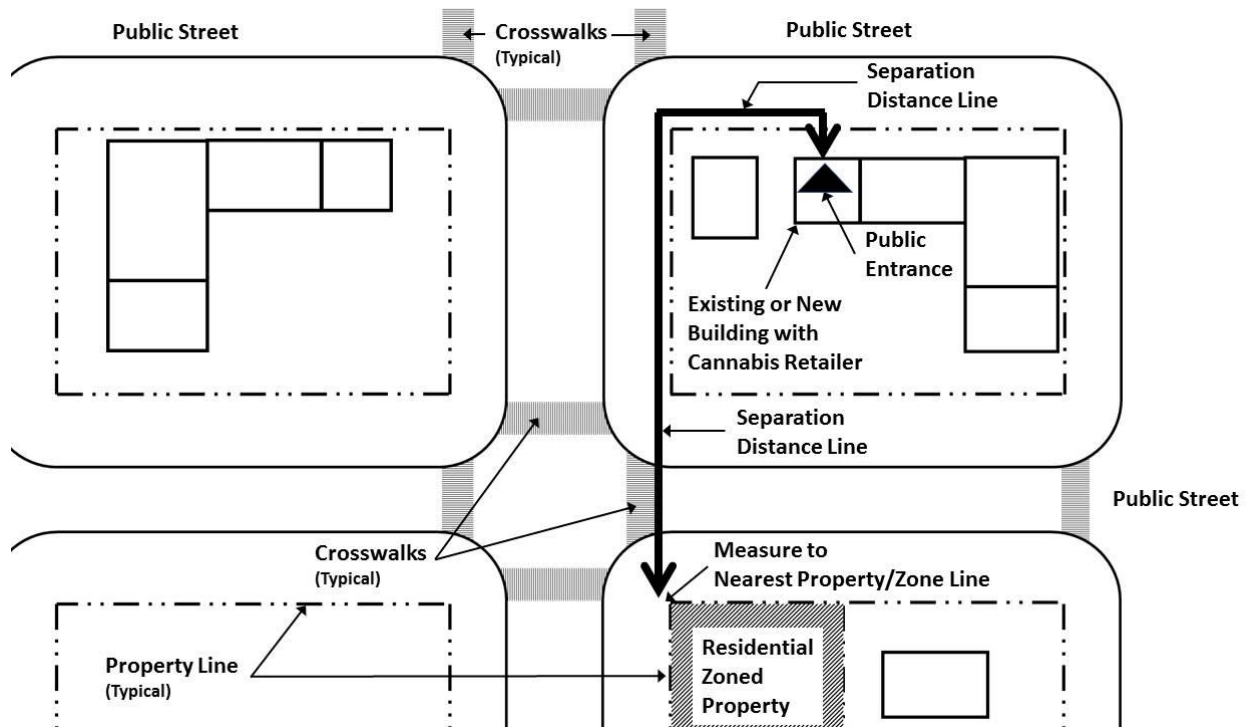 Public Street
Crosswalks
(Typical)
Public Street
Separation
Distance Line
Public
Entrance
Existing or New
Building with
Cannabis Retailer
Separation
Distance Line
Public Street
Crosswalks
(Typical)
Measure to
Nearest Property/Zone Line
Property Line
(Typical)
Residential
Zoned
Property